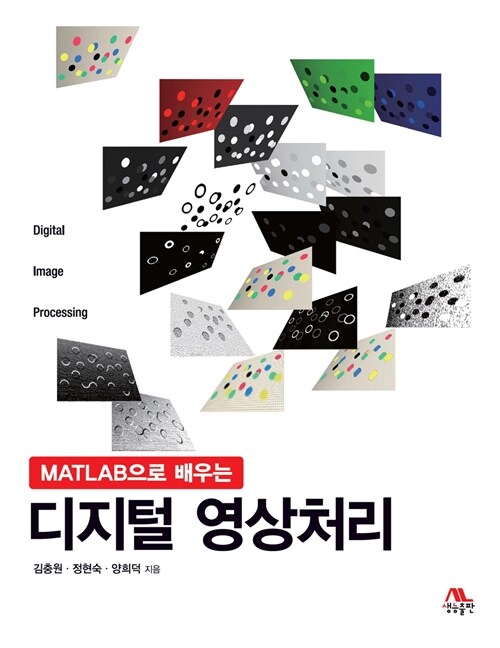 Digital
Image
Processing
MATLAB으로 배우는
디지털 영상처리
김충원 · 정현숙 · 양희덕 지음
생능출판